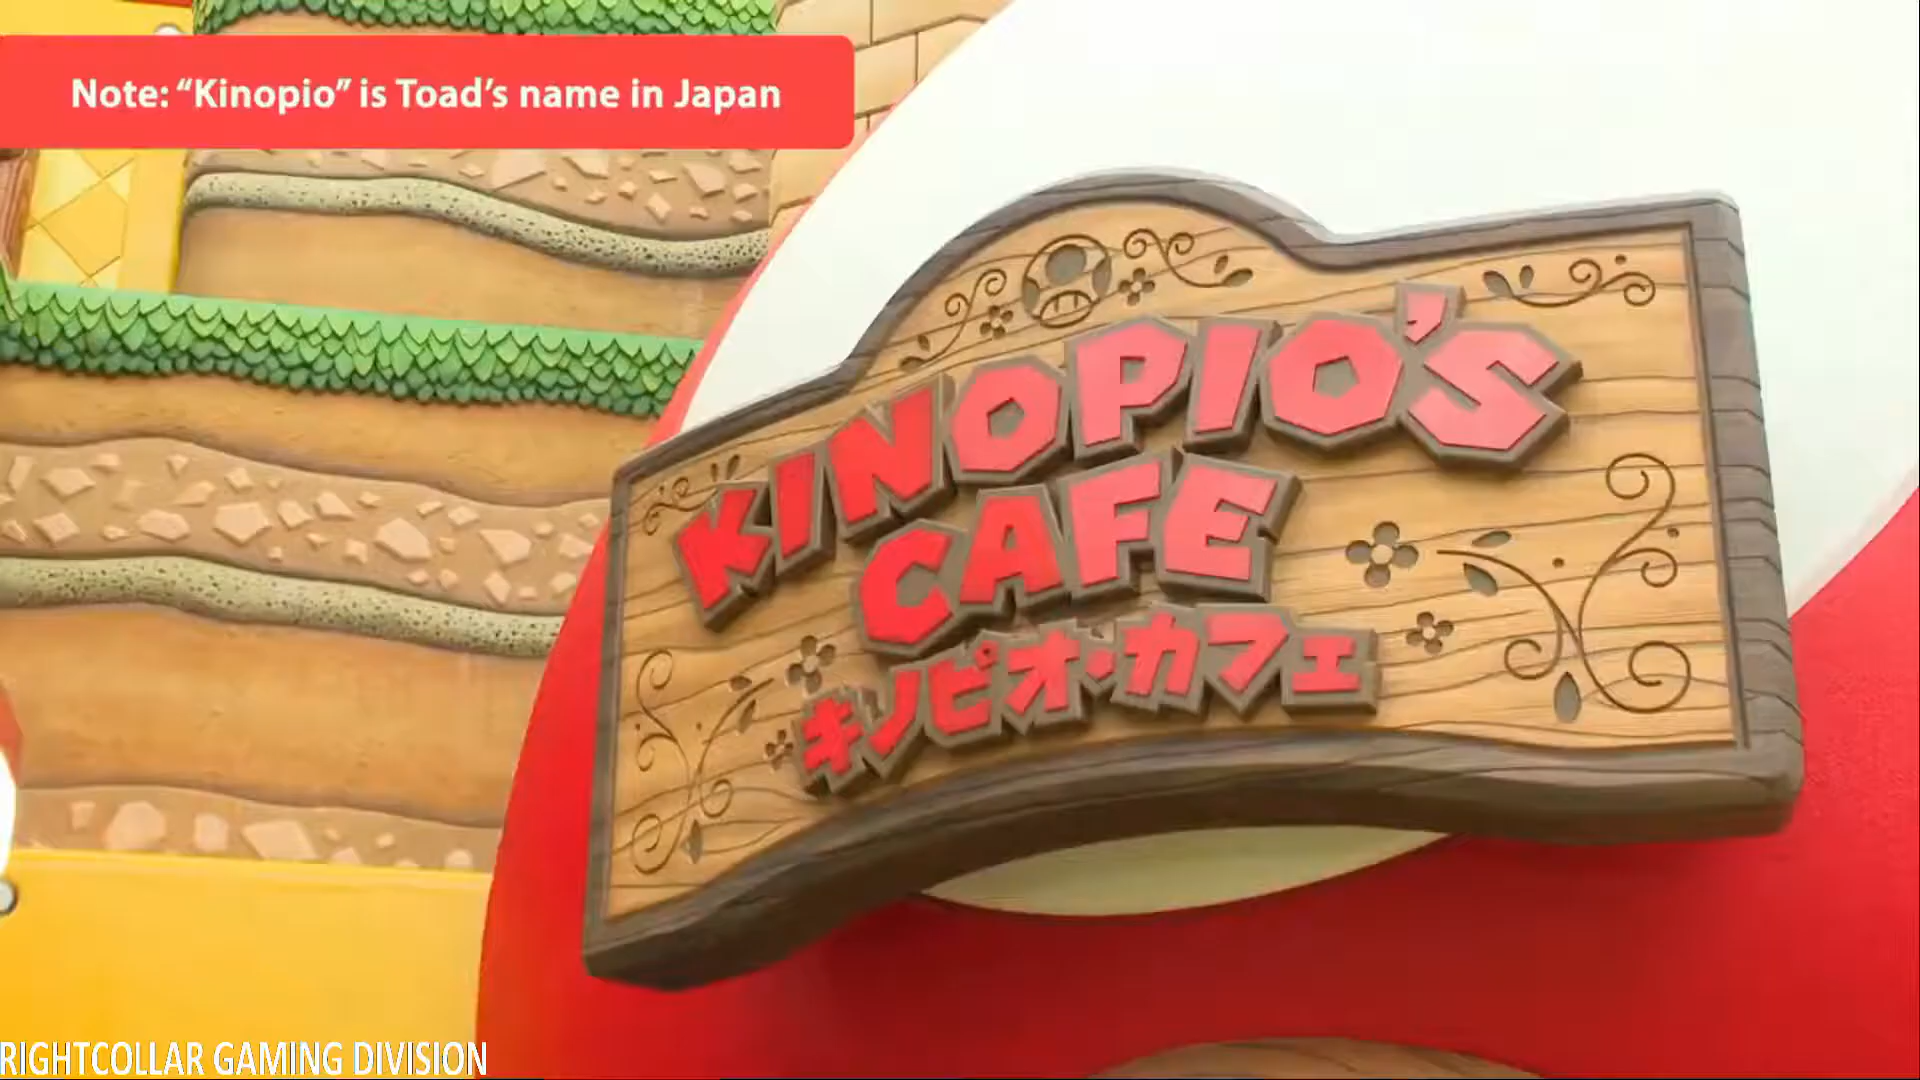 Note: “Kinopio” is Toad’s name in Japan
KINOPIO'S
CAFE
キノピオ・カフェ
RIGHTCOLLAR GAMING DIVISION